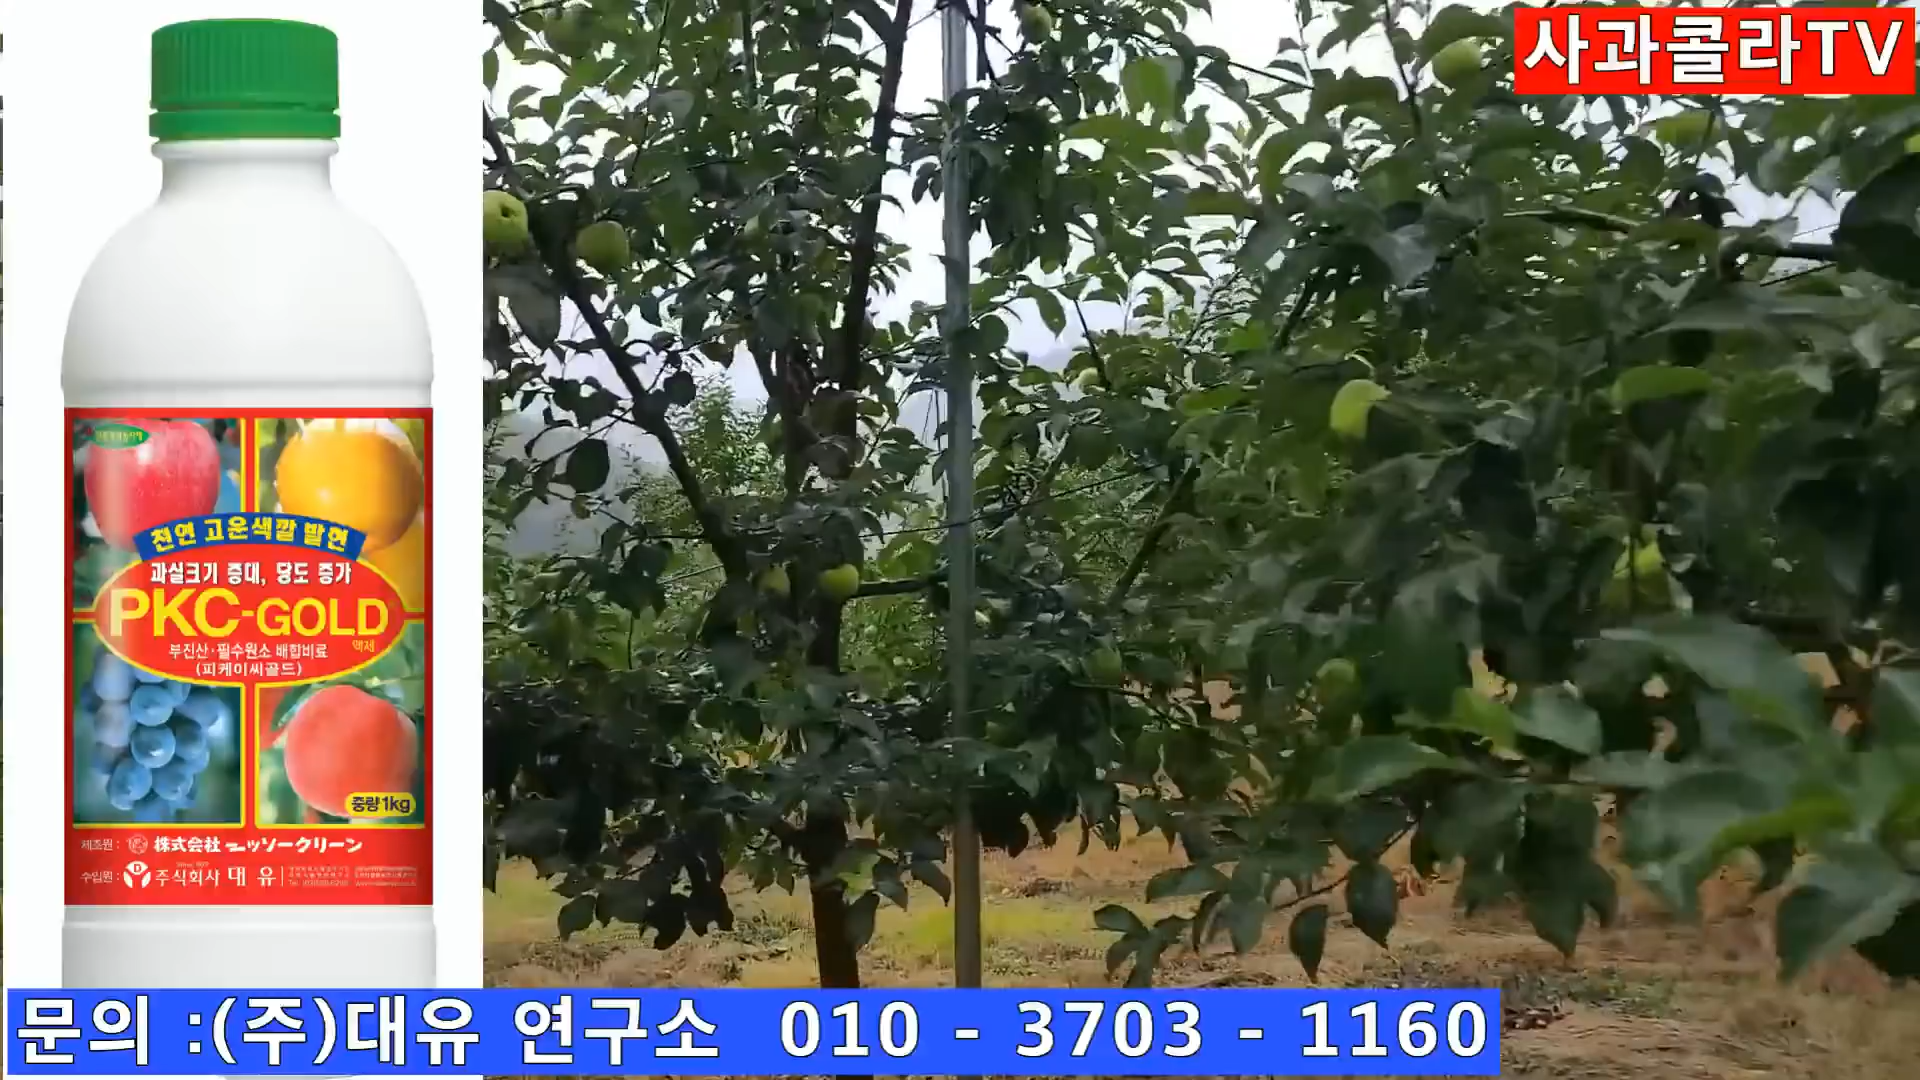 사과콜라TV
천연 고운색깔 발현
과실크기 증대, 당도 증가
PKC-GOLD
액제
부진산·필수원소 배합비료
(피케이씨골드)
중량 1kg
제조원 : 株式会社 ニッソーグリーン
수입원 : 주식회사 대유
문의 :(주)대유 연구소 010 - 3703 - 1160